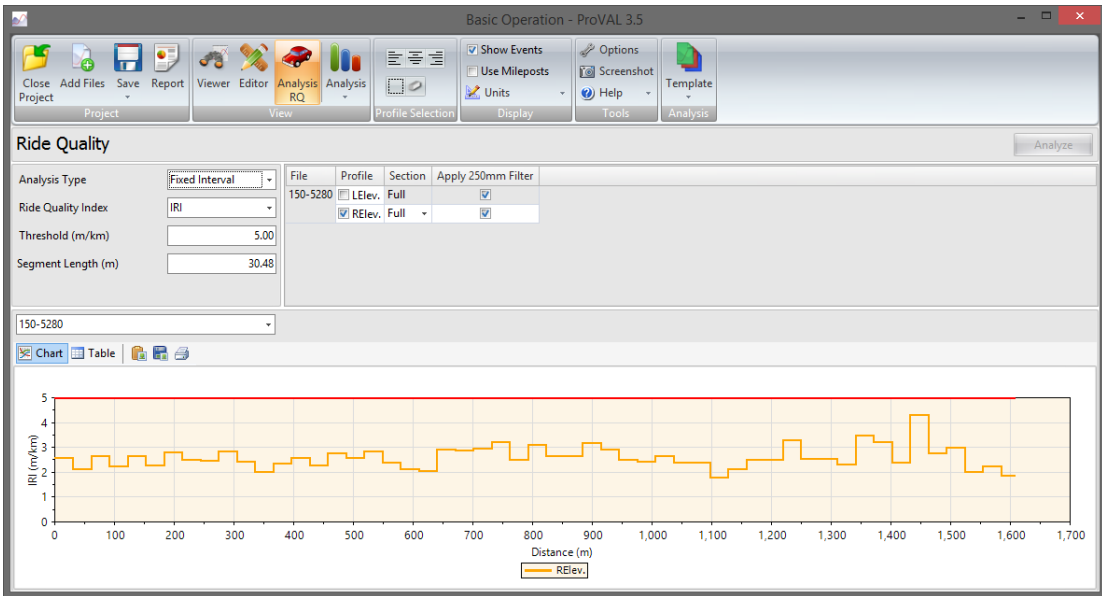 Basic Operation - ProVAL 3.5
Close Project
Add Files
Save
Report
Project
Viewer
Editor
Analysis RQ
Analysis
View
Profile Selection
Show Events
Use Mileposts
Units
Display
Options
Screenshot
Help
Tools
Template
Analysis
Ride Quality
Analyze
Analysis Type Fixed Interval
Ride Quality Index IRI
Threshold (m/km) 5.00
Segment Length (m) 30.48
File Profile Section Apply 250mm Filter
150-5280 LElev. Full
RElev. Full
150-5280
Chart Table
IRI (m/km)
5
4
3
2
1
0
0 100 200 300 400 500 600 700 800 900 1,000 1,100 1,200 1,300 1,400 1,500 1,600 1,700
Distance (m)
RElev.